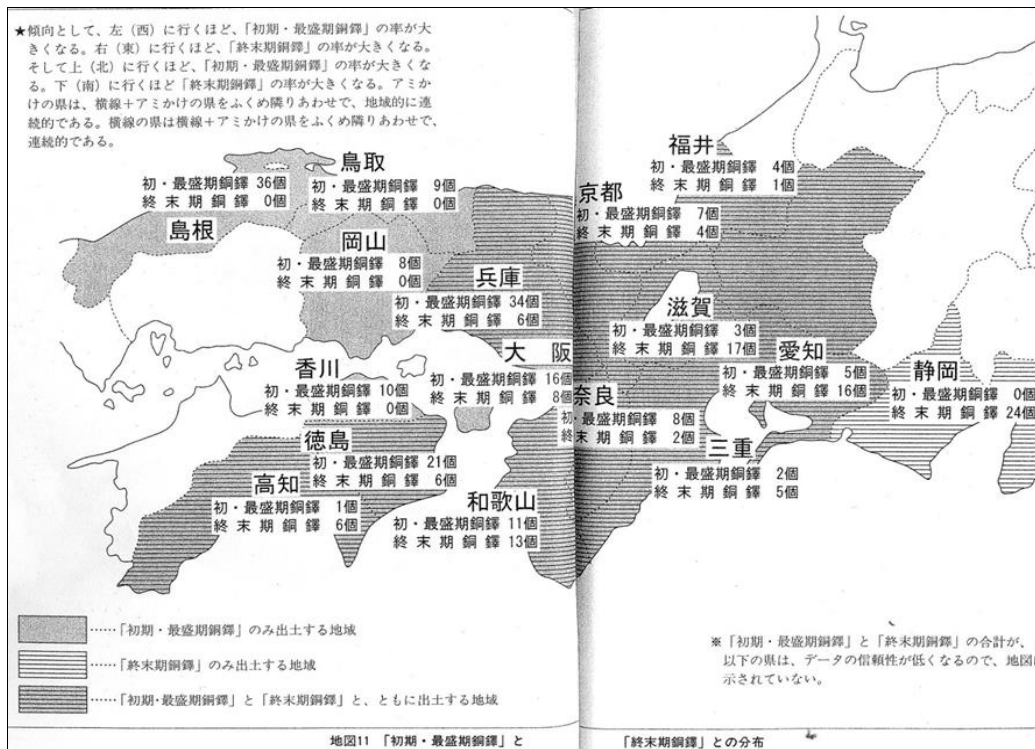 ★傾向として、左（西）に行くほど、「初期・最盛期銅鐸」の率が大
きくなる。右（東）に行くほど、「終末期銅鐸」の率が大きくなる。
そして上（北）に行くほど、「初期・最盛期銅鐸」の率が大きくな
る。下（南）に行くほど「終末期銅鐸」の率が大きくなる。アミか
けの県は、横線＋アミかけの県をふくめ隣りあわせで、地域的に連
続的である。横線の県は横線＋アミかけの県をふくめ隣りあわせで、
連続的である。
鳥取
初・最盛期銅鐸 9個
終末期銅鐸 0個
初・最盛期銅鐸 36個
終末期銅鐸 0個
島根
岡山
初・最盛期銅鐸 8個
終末期銅鐸 0個
兵庫
初・最盛期銅鐸 34個
終末期銅鐸 6個
福井
初・最盛期銅鐸 4個
終末期銅鐸 1個
京都
初・最盛期銅鐸 7個
終末期銅鐸 4個
滋賀
初・最盛期銅鐸 3個
終末期銅鐸 17個
愛知
初・最盛期銅鐸 5個
終末期銅鐸 16個
静岡
初・最盛期銅鐸 0個
終末期銅鐸 24個
大阪
初・最盛期銅鐸 16個
終末期銅鐸 8個
香川
初・最盛期銅鐸 10個
終末期銅鐸 0個
奈良
初・最盛期銅鐸 8個
終末期銅鐸 2個
三重
初・最盛期銅鐸 2個
終末期銅鐸 5個
徳島
初・最盛期銅鐸 21個
終末期銅鐸 6個
高知
初・最盛期銅鐸 1個
終末期銅鐸 6個
和歌山
初・最盛期銅鐸 11個
終末期銅鐸 13個
……「初期・最盛期銅鐸」のみ出土する地域
……「終末期銅鐸」のみ出土する地域
……「初期・最盛期銅鐸」と「終末期銅鐸」と、ともに出土する地域
※「初期・最盛期銅鐸」と「終末期銅鐸」の合計が、
以下の県は、データの信頼性が低くなるので、地図に
示されていない。
地図11 「初期・最盛期銅鐸」と
「終末期銅鐸」との分布